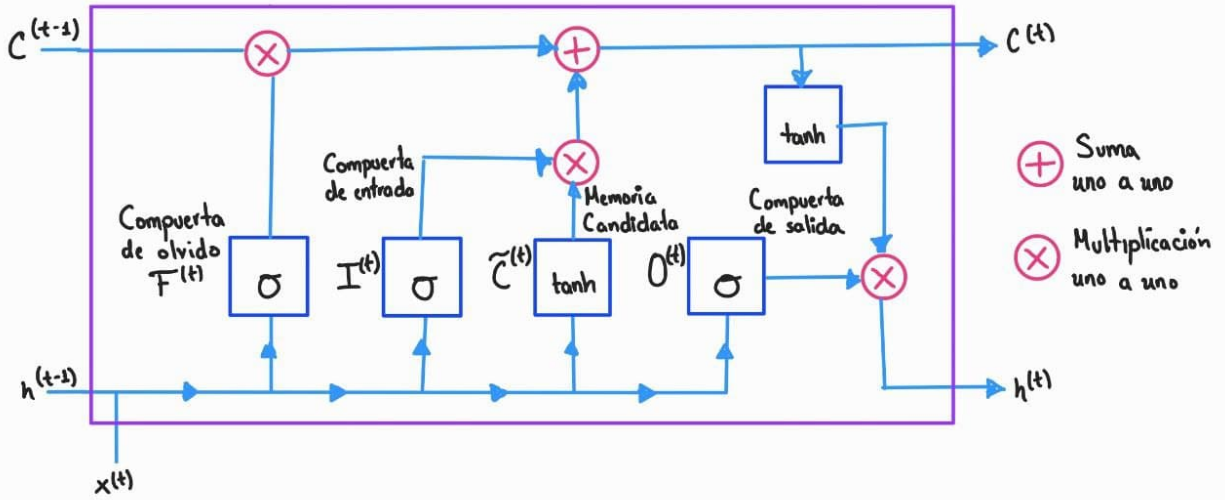 C^(t-1)
C^(t)
tanh
Suma
uno a uno
Compuerta
de entrada
Memoria
Candidata
Compuerta
de salida
Compuerta
de olvido
F^(t)
σ
I^(t)
σ
C̃^(t)
tanh
O^(t)
σ
Multiplicación
uno a uno
h^(t-1)
h^(t)
x^(t)